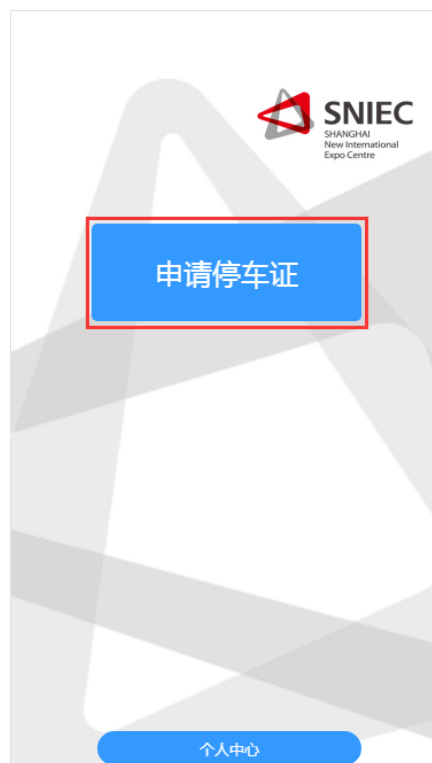 SNIEC
SHANGHAI
New International
Expo Centre
申请停车证
个人中心